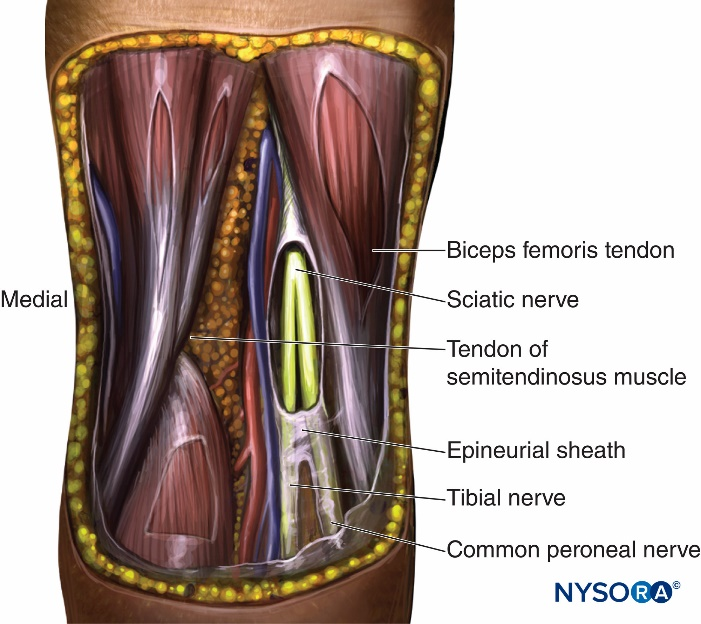 Biceps femoris tendon
Medial
Sciatic nerve
Tendon of
semitendinosus muscle
Epineurial sheath
Tibial nerve
Common peroneal nerve
NYSORA©